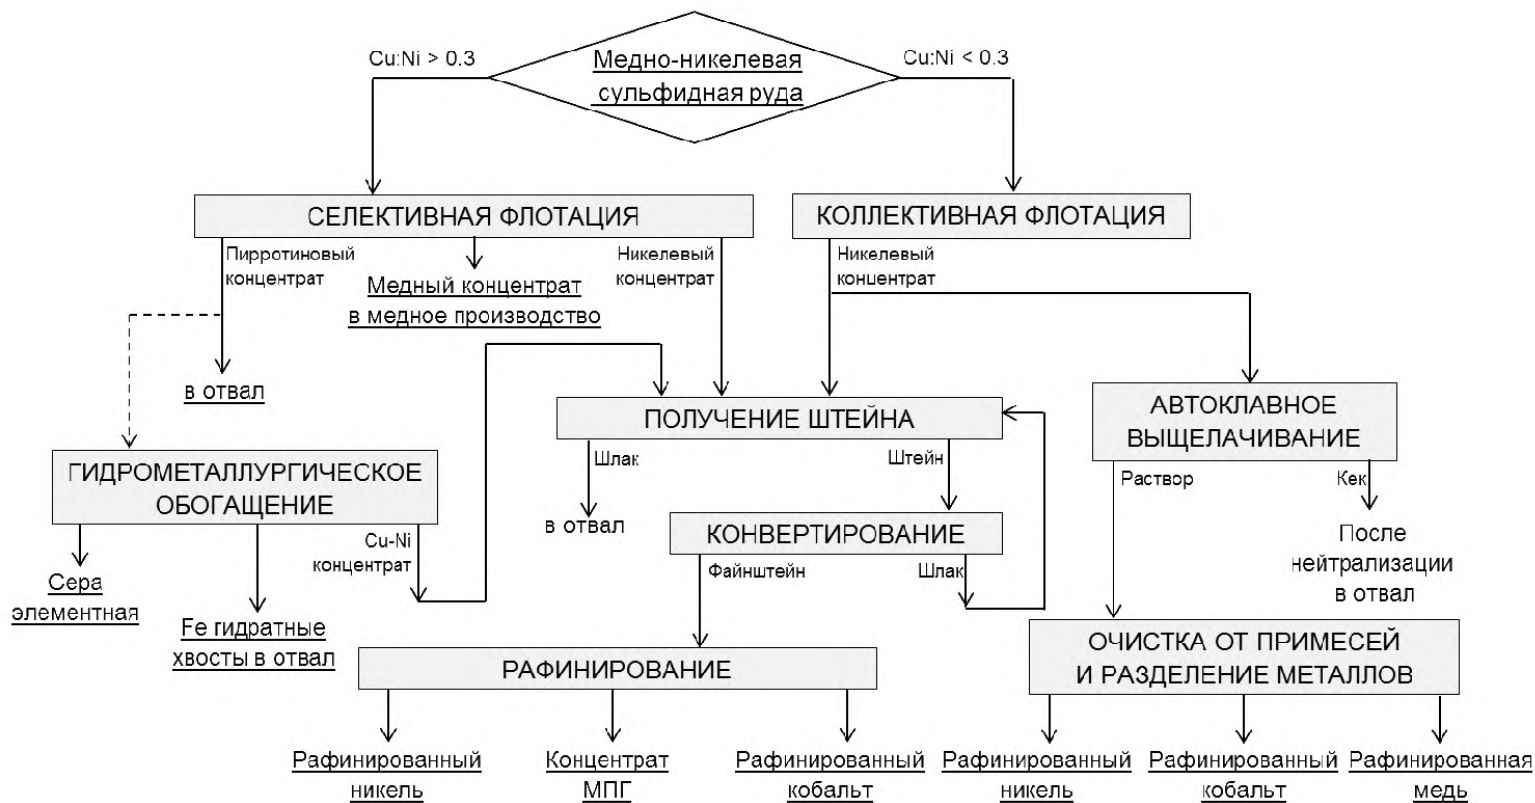 Cu:Ni > 0.3
Медно-никелевая
сульфидная руда
Cu:Ni < 0.3
СЕЛЕКТИВНАЯ ФЛОТАЦИЯ
КОЛЛЕКТИВНАЯ ФЛОТАЦИЯ
Пирротиновый
концентрат
Медный концентрат
в медное производство
Никелевый
концентрат
Никелевый
концентрат
в отвал
ПОЛУЧЕНИЕ ШТЕЙНА
АВТОКЛАВНОЕ
ВЫЩЕЛАЧИВАНИЕ
ГИДРОМЕТАЛЛУРГИЧЕСКОЕ
ОБОГАЩЕНИЕ
Шлак
Штейн
Раствор
Кек
в отвал
КОНВЕРТИРОВАНИЕ
Cu-Ni
концентрат
После
нейтрализации
в отвал
Файнштейн
Шлак
Сера
элементная
Fe гидратные
хвосты в отвал
РАФИНИРОВАНИЕ
ОЧИСТКА ОТ ПРИМЕСЕЙ
И РАЗДЕЛЕНИЕ МЕТАЛЛОВ
Рафинированный
никель
Концентрат
МПГ
Рафинированный
кобальт
Рафинированный
никель
Рафинированный
кобальт
Рафинированная
медь